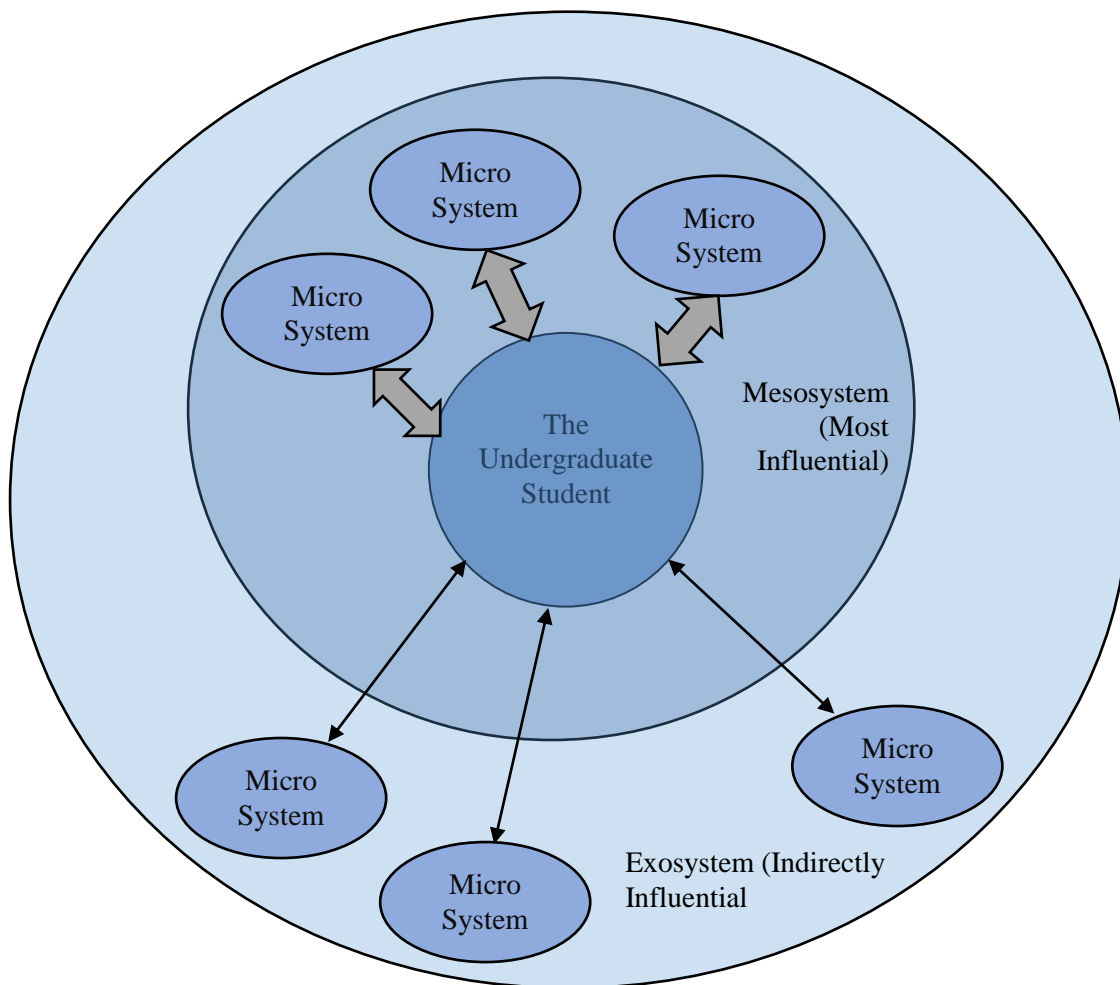 Micro
System
Micro
System
Micro
System
Mesosystem
(Most
Influential)
The
Undergraduate
Student
Micro
System
Micro
System
Exosystem (Indirectly
Influential
Micro
System